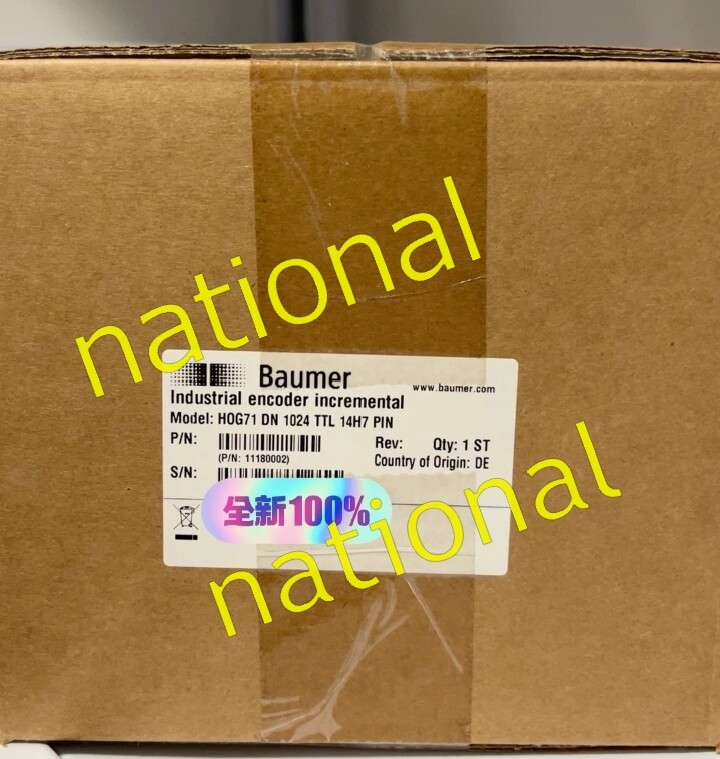 national
Baumer
www.baumer.com
Industrial encoder incremental
Model: HOG71 DN 1024 TTL 14H7 PIN
P/N:
Rev: Qty: 1 ST
(P/N: 11180002)
Country of Origin: DE
S/N:
全新100%
national